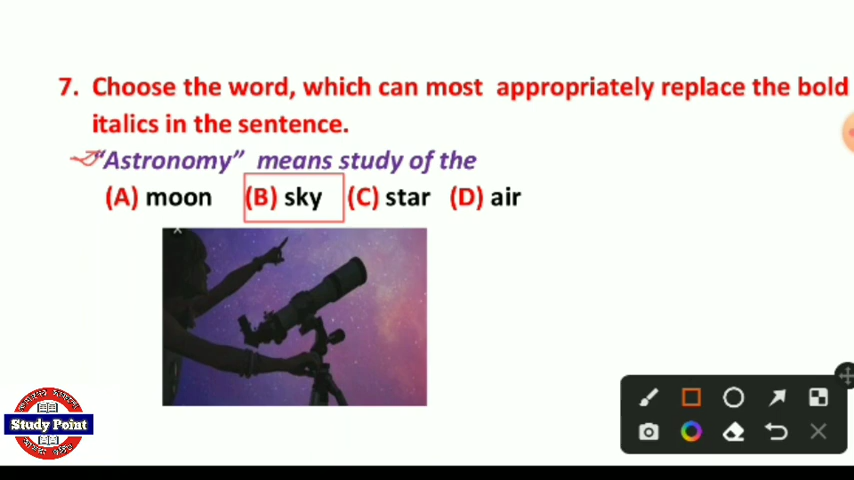 7. Choose the word, which can most appropriately replace the bold
italics in the sentence.
“Astronomy” means study of the
(A) moon (B) sky (C) star (D) air
Study Point